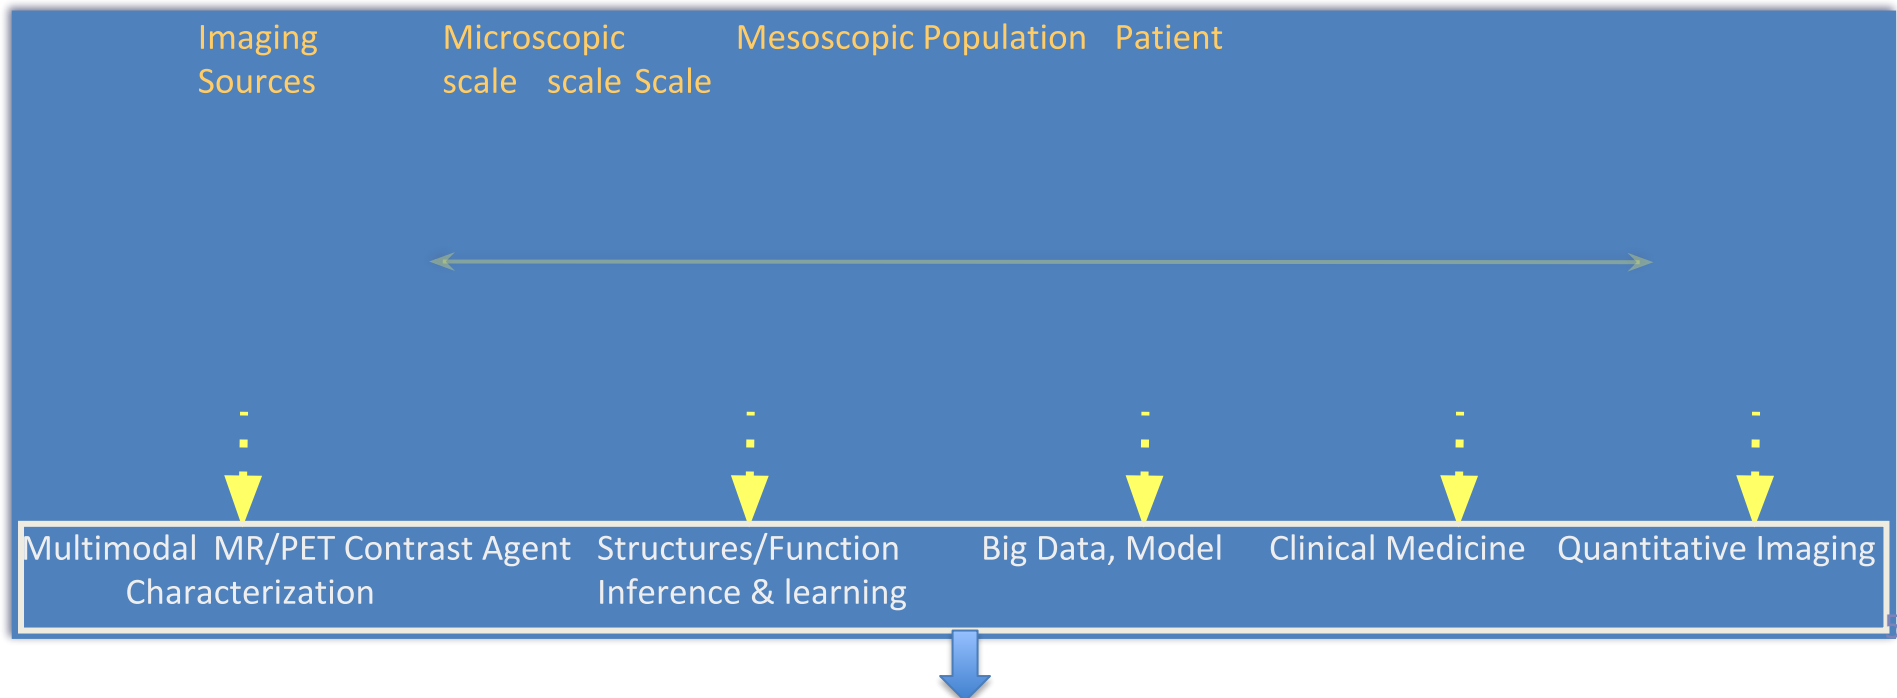 Imaging Microscopic Mesoscopic Population Patient
Sources scale scale Scale
Multimodal MR/PET Contrast Agent Structures/Function Big Data, Model Clinical Medicine Quantitative Imaging
Characterization Inference & learning